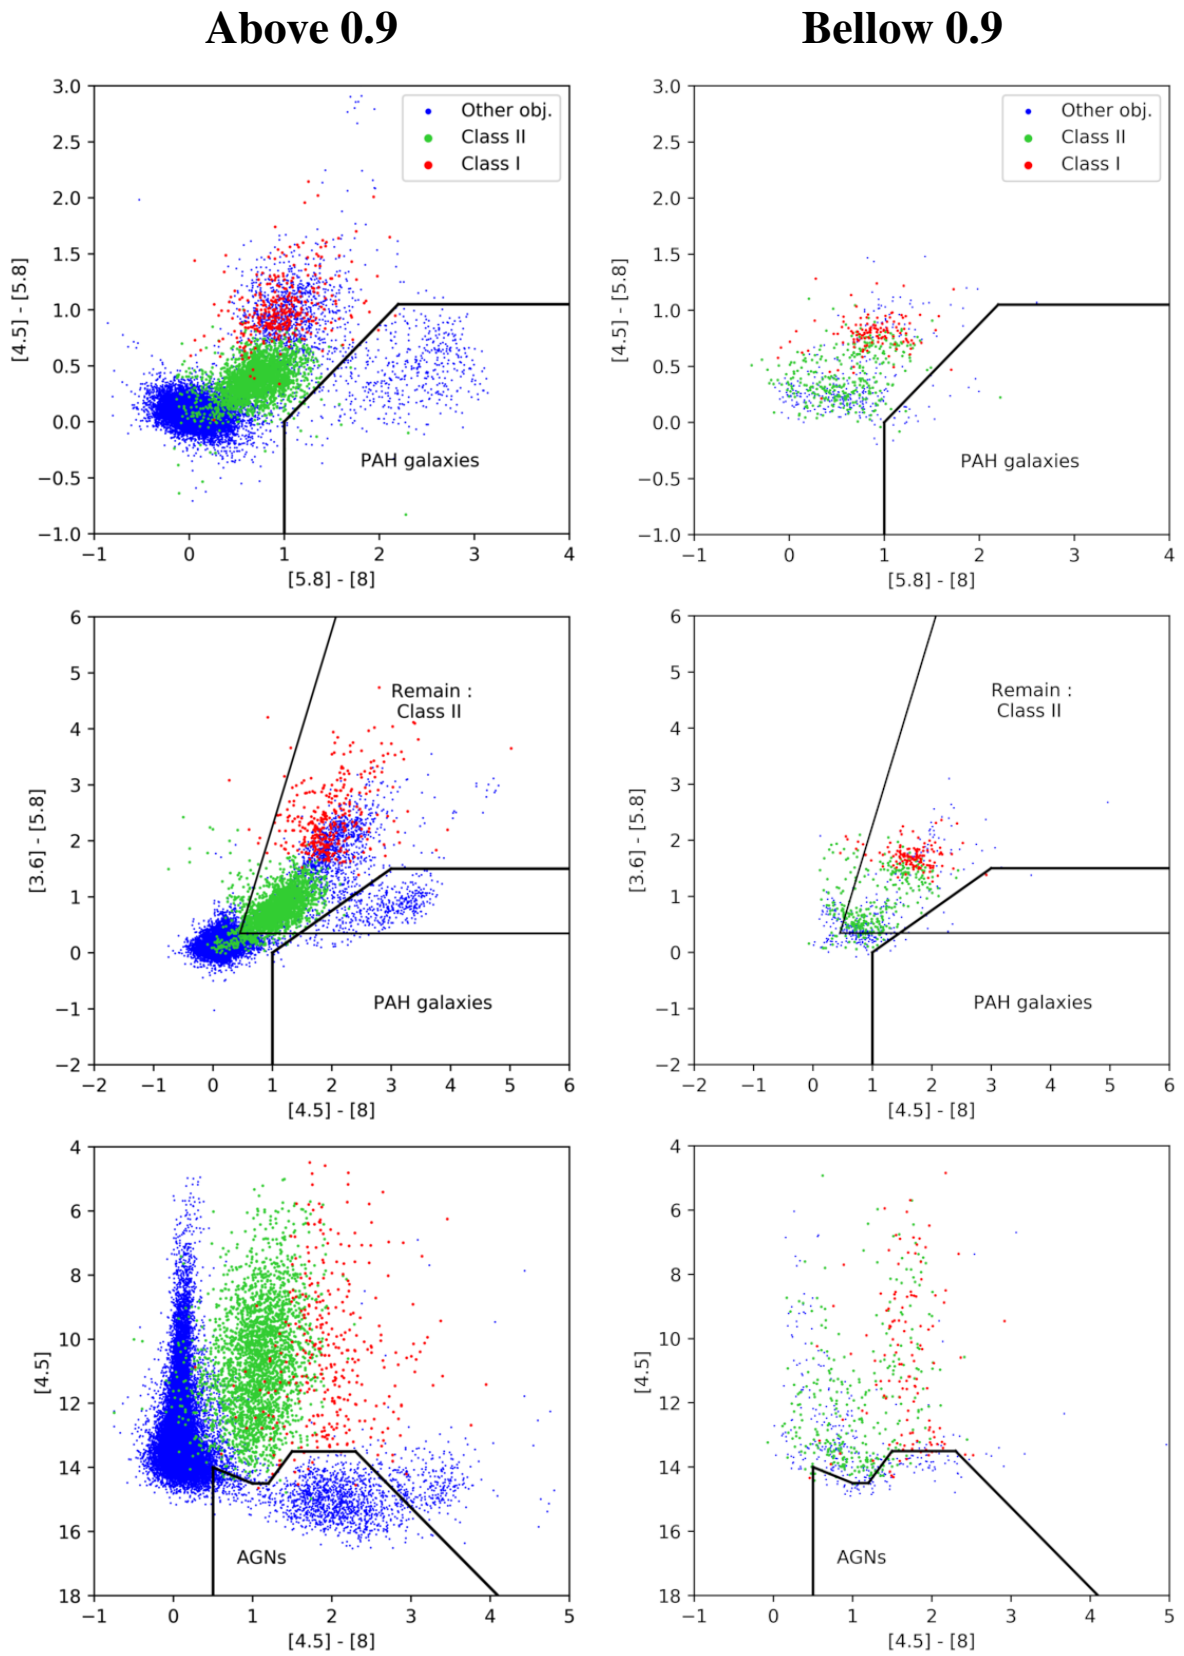 Above 0.9
Bellow 0.9
3.0
2.5
2.0
1.5
1.0
0.5
0.0
−0.5
−1.0
[4.5] - [5.8]
Other obj.
Class II
Class I
PAH galaxies
−1 0 1 2 3 4
[5.8] - [8]
3.0
2.5
2.0
1.5
1.0
0.5
0.0
−0.5
−1.0
[4.5] - [5.8]
Other obj.
Class II
Class I
PAH galaxies
−1 0 1 2 3 4
[5.8] - [8]
6
5
4
3
2
1
0
−1
−2
[3.6] - [5.8]
Remain :
Class II
PAH galaxies
−2 −1 0 1 2 3 4 5 6
[4.5] - [8]
6
5
4
3
2
1
0
−1
−2
[3.6] - [5.8]
Remain :
Class II
PAH galaxies
−2 −1 0 1 2 3 4 5 6
[4.5] - [8]
4
6
8
10
12
14
16
18
[4.5]
AGNs
−1 0 1 2 3 4 5
[4.5] - [8]
4
6
8
10
12
14
16
18
[4.5]
AGNs
−1 0 1 2 3 4 5
[4.5] - [8]